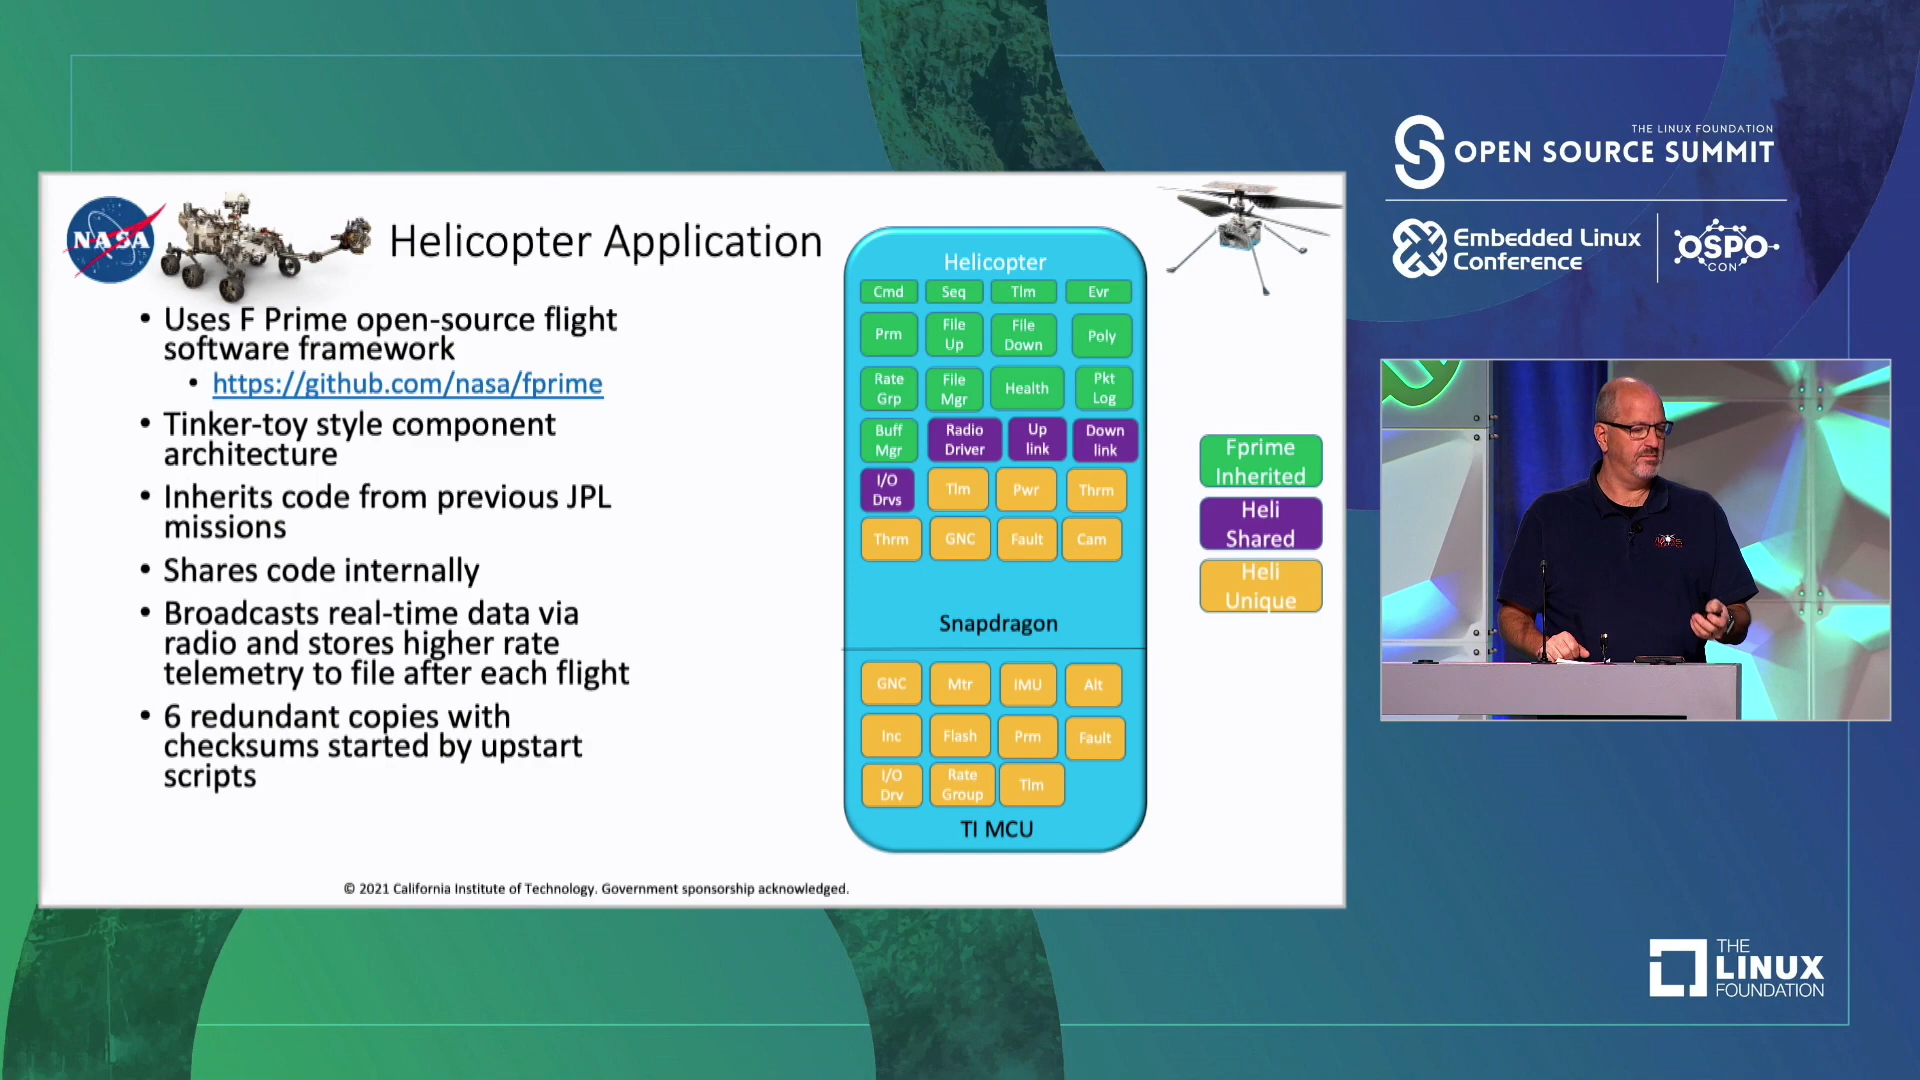 THE LINUX FOUNDATION
OPEN SOURCE SUMMIT
Embedded Linux
Conference
OSPO
CON
NASA
Helicopter Application
• Uses F Prime open-source flight
software framework
• https://github.com/nasa/fprime
• Tinker-toy style component
architecture
• Inherits code from previous JPL
missions
• Shares code internally
• Broadcasts real-time data via
radio and stores higher rate
telemetry to file after each flight
• 6 redundant copies with
checksums started by upstart
scripts
Helicopter
Cmd
Seq
Tlm
Evr
Prm
File
Up
File
Down
Poly
Rate
Grp
File
Mgr
Health
Pkt
Log
Buff
Mgr
Radio
Driver
Up
link
Down
link
I/O
Drvs
Tlm
Pwr
Thrm
Thrm
GNC
Fault
Cam
Snapdragon
GNC
Mtr
IMU
Alt
Inc
Flash
Prm
Fault
I/O
Drv
Rate
Group
Tlm
TI MCU
Fprime
Inherited
Heli
Shared
Heli
Unique
© 2021 California Institute of Technology. Government sponsorship acknowledged.
THE
LINUX
FOUNDATION